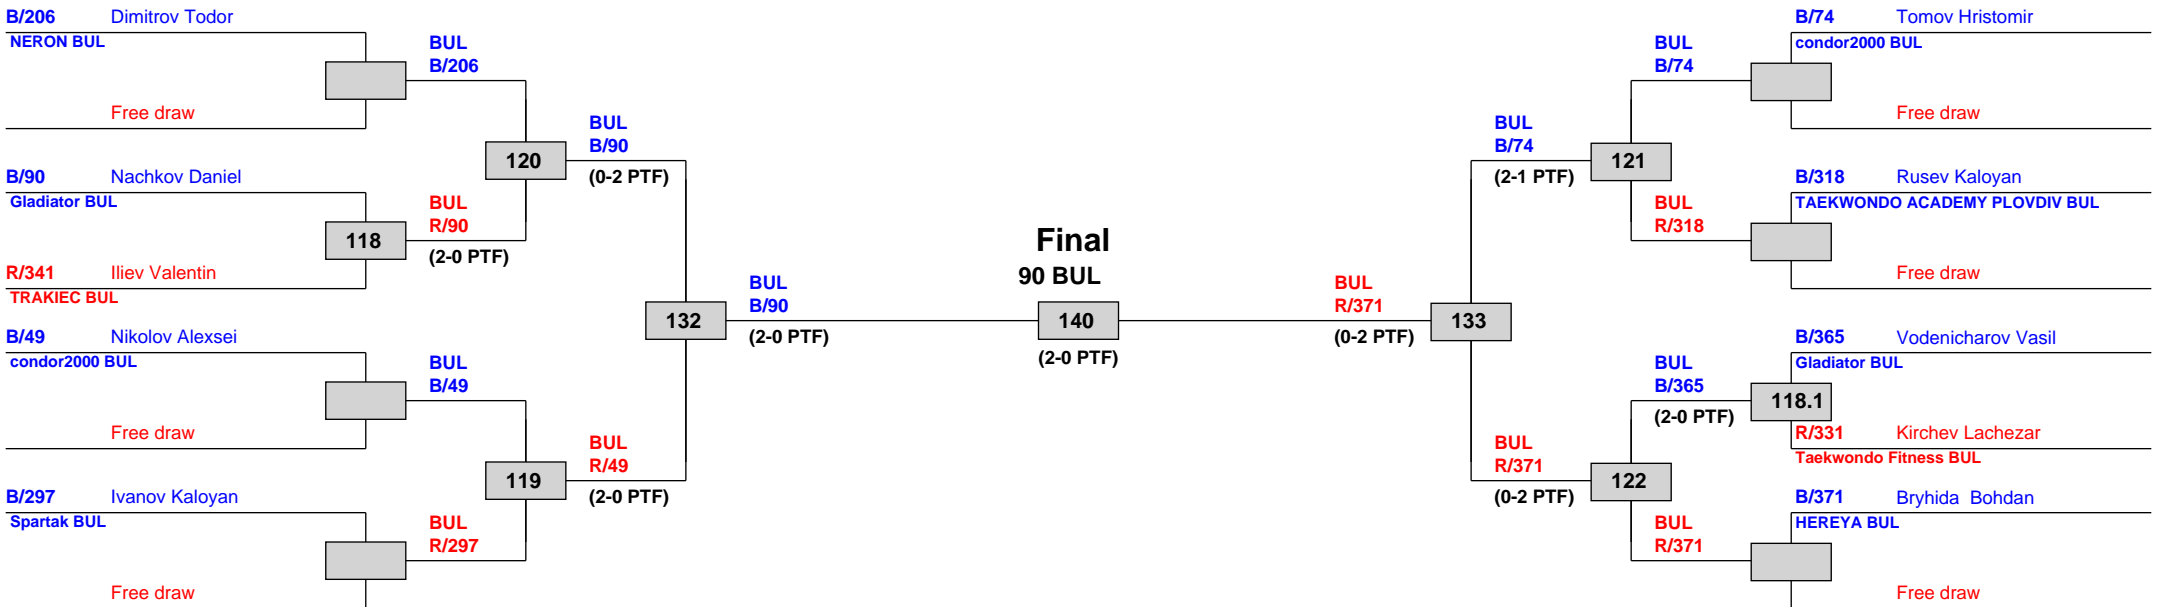 B/206 Dimitrov Todor
NERON BUL
BUL
B/206
Free draw
BUL
B/90
120
(0-2 PTF)
B/90 Nachkov Daniel
Gladiator BUL
BUL
R/90
118
(2-0 PTF)
R/341 Iliev Valentin
TRAKIEC BUL
BUL
B/90
132
(2-0 PTF)
B/49 Nikolov Alexsei
condor2000 BUL
BUL
B/49
Free draw
BUL
R/49
119
(2-0 PTF)
B/297 Ivanov Kaloyan
Spartak BUL
BUL
R/297
Free draw
Final
90 BUL
140
(2-0 PTF)
BUL
R/371
133
(0-2 PTF)
B/74 Tomov Hristomir
condor2000 BUL
BUL
B/74
Free draw
BUL
B/74
121
(2-1 PTF)
B/318 Rusev Kaloyan
TAEKWONDO ACADEMY PLOVDIV BUL
BUL
R/318
Free draw
B/365 Vodenicharov Vasil
Gladiator BUL
BUL
B/365
118.1
(2-0 PTF)
R/331 Kirchev Lachezar
Taekwondo Fitness BUL
BUL
R/371
122
(0-2 PTF)
B/371 Bryhida Bohdan
HEREYA BUL
BUL
R/371
Free draw